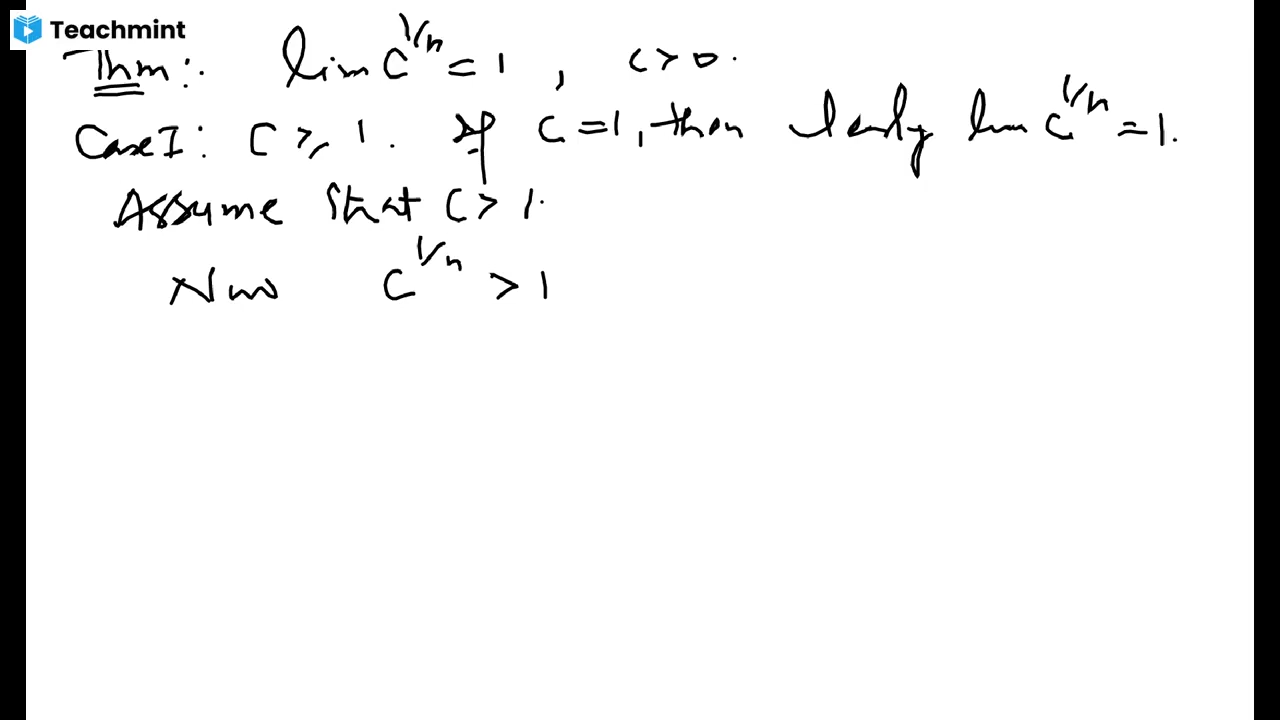 Teachmint
Thm:. lim C^{1/n} = 1 , C > 0.
Case I: C ≥ 1. If C = 1, then clearly lim C^{1/n} = 1.
Assume that C > 1.
Now C^{1/n} > 1